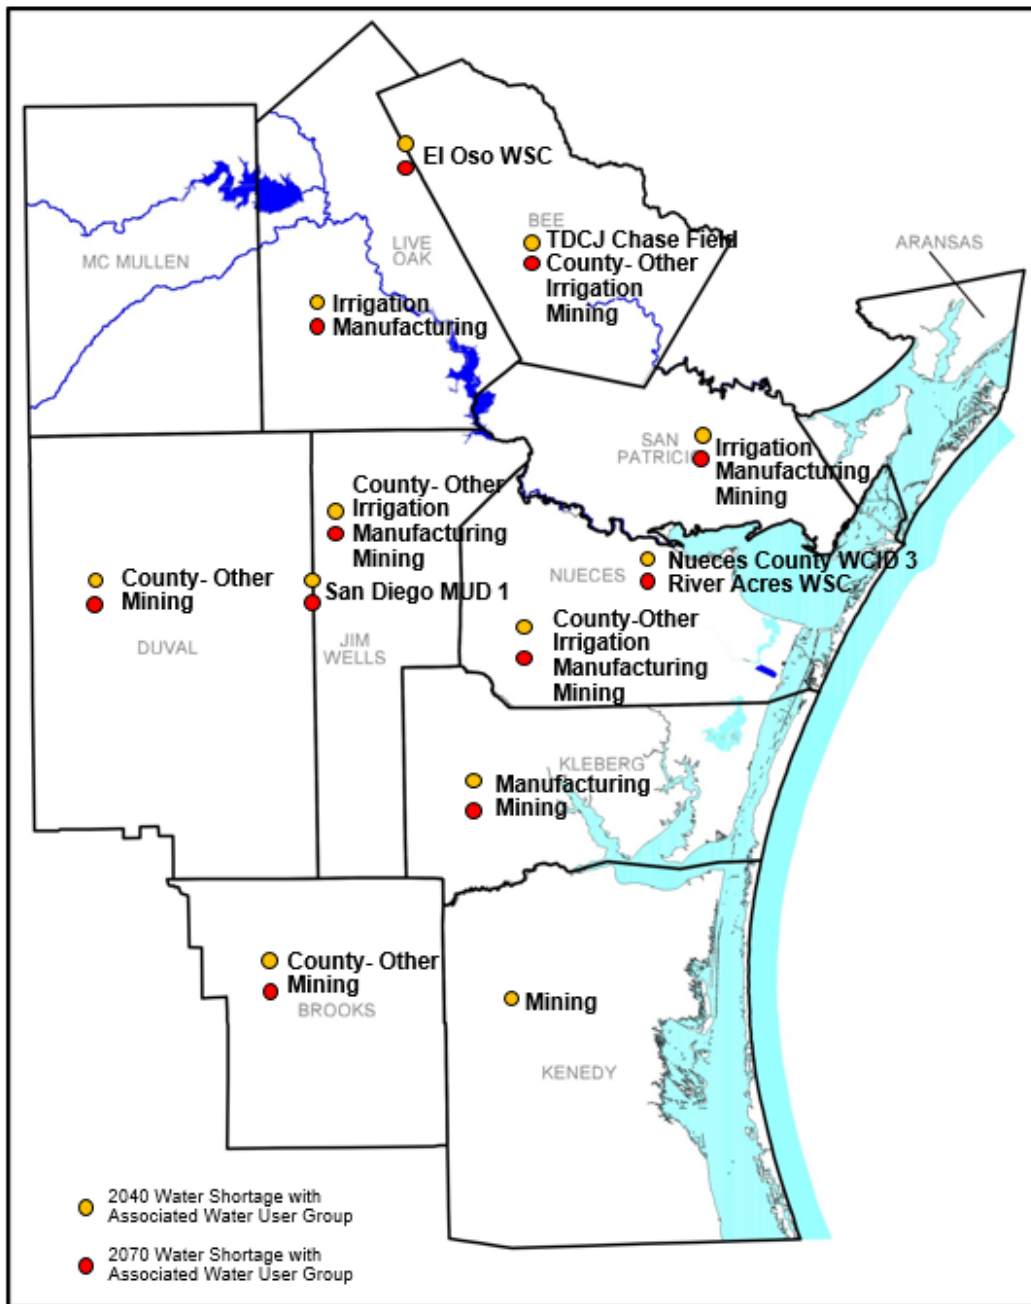 El Oso WSC
BEE
TDCJ Chase Field
County- Other
Irrigation
Mining
ARANSAS
MC MULLEN
LIVE
OAK
Irrigation
Manufacturing
SAN
PATRICIO
Irrigation
Manufacturing
Mining
County- Other
Irrigation
Manufacturing
Mining
County- Other
Mining
DUVAL
San Diego MUD 1
JIM
WELLS
NUECES
Nueces County WCID 3
River Acres WSC
County-Other
Irrigation
Manufacturing
Mining
KLEBERG
Manufacturing
Mining
County- Other
Mining
BROOKS
Mining
KENEDY
2040 Water Shortage with
Associated Water User Group
2070 Water Shortage with
Associated Water User Group